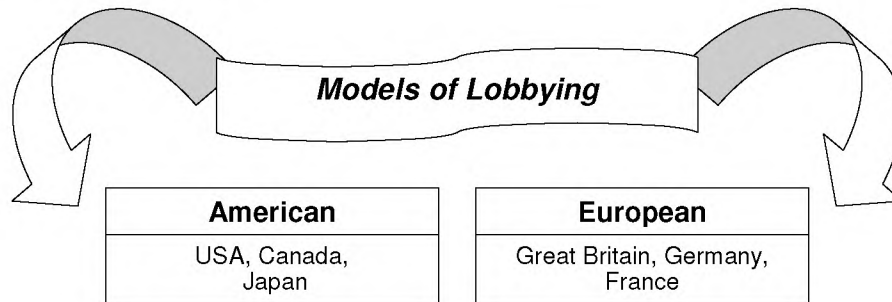 Models of Lobbying
American
USA, Canada,
Japan
European
Great Britain, Germany,
France